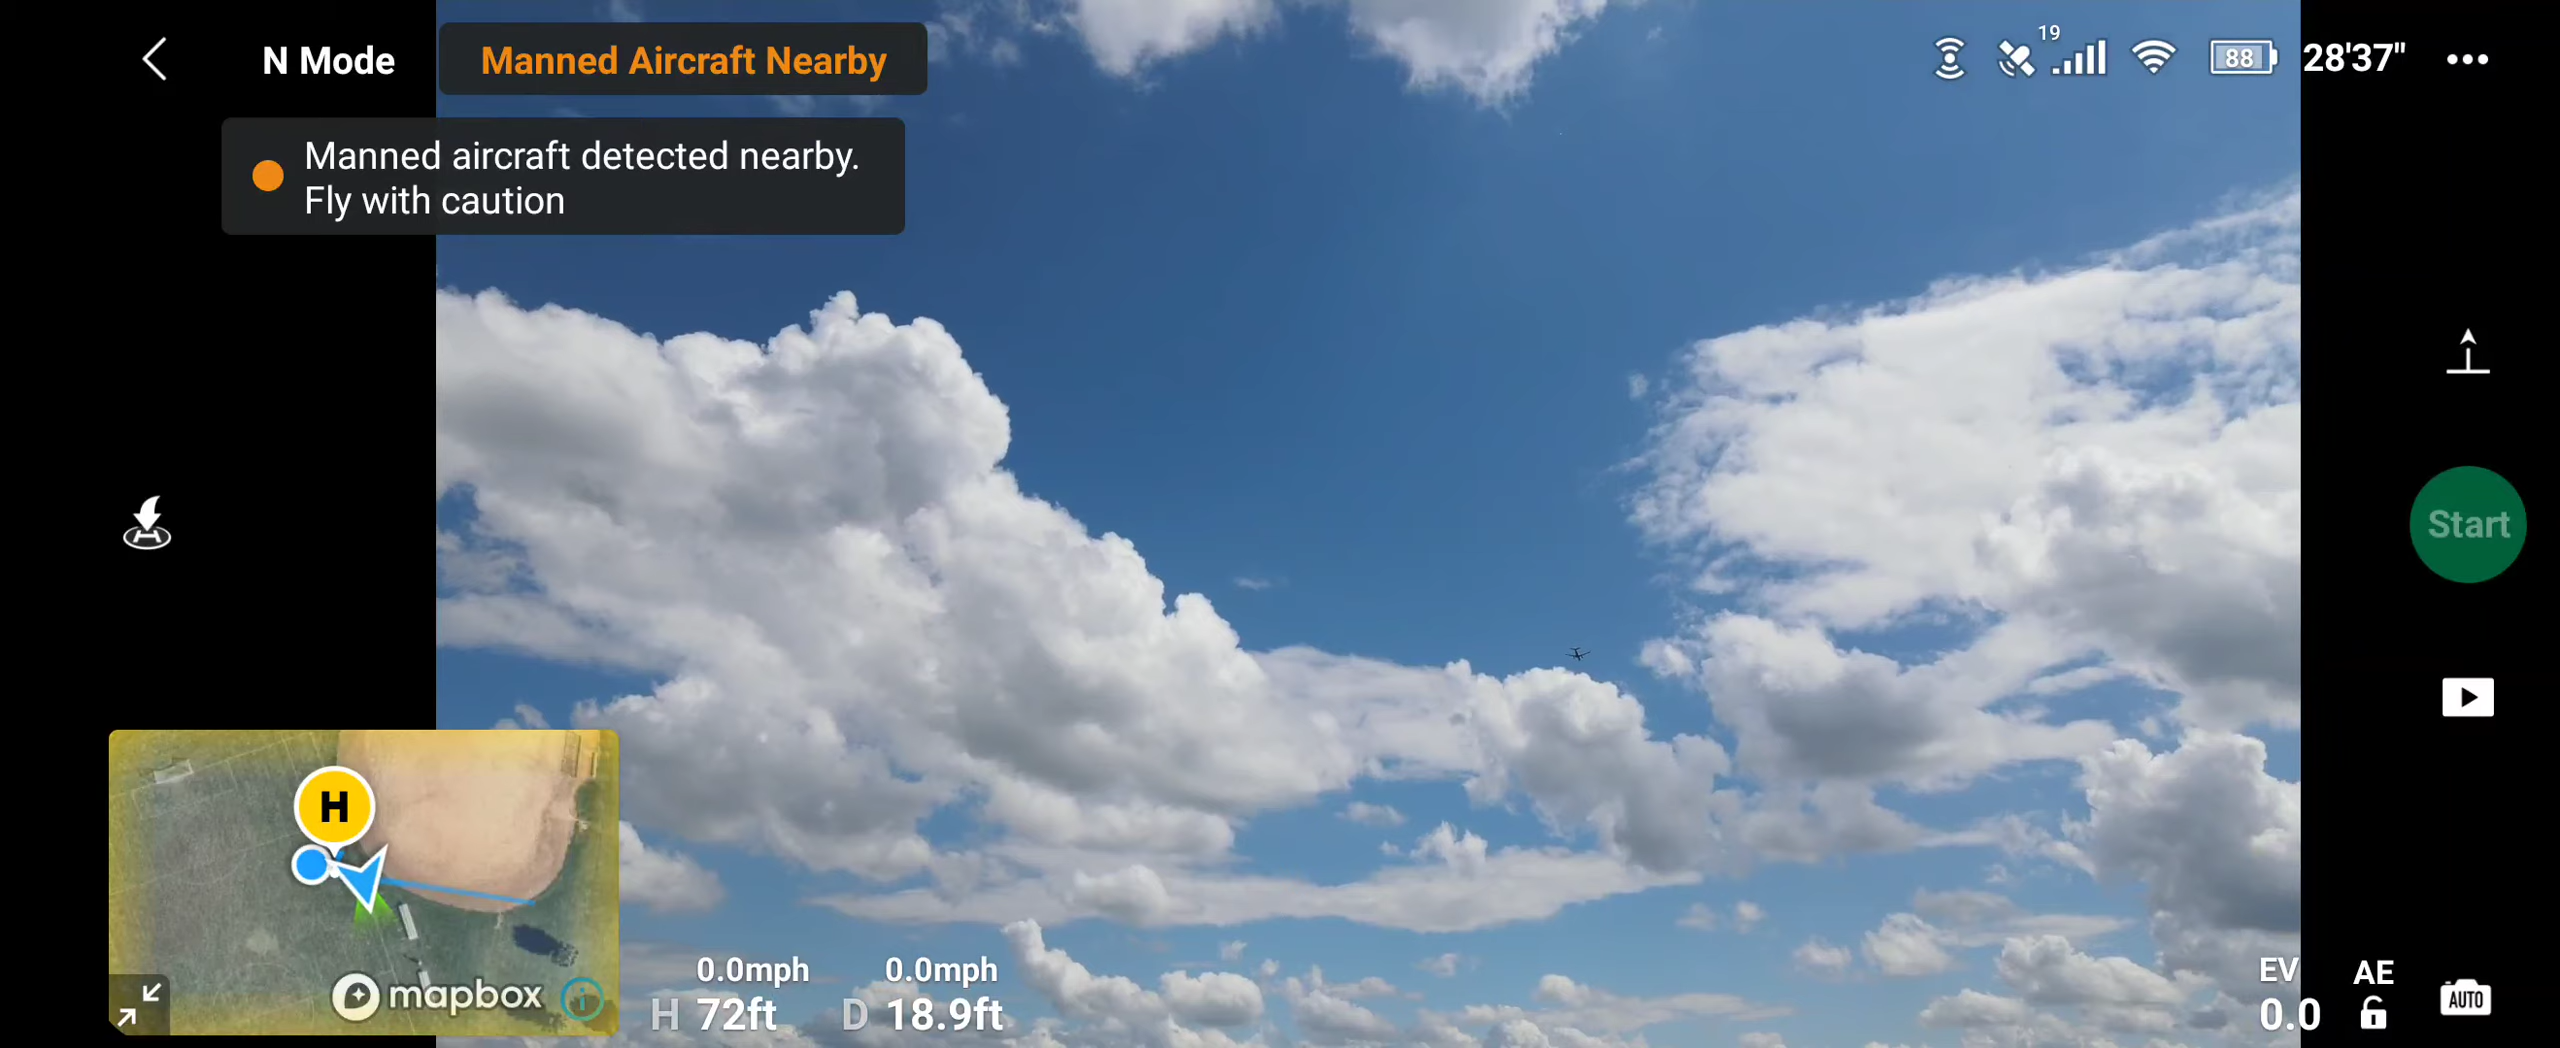 N Mode
Manned Aircraft Nearby
19
88
28'37"
Manned aircraft detected nearby.
Fly with caution
Start
H
mapbox
i
0.0mph
0.0mph
H 72ft
D 18.9ft
EV
0.0
AE
AUTO